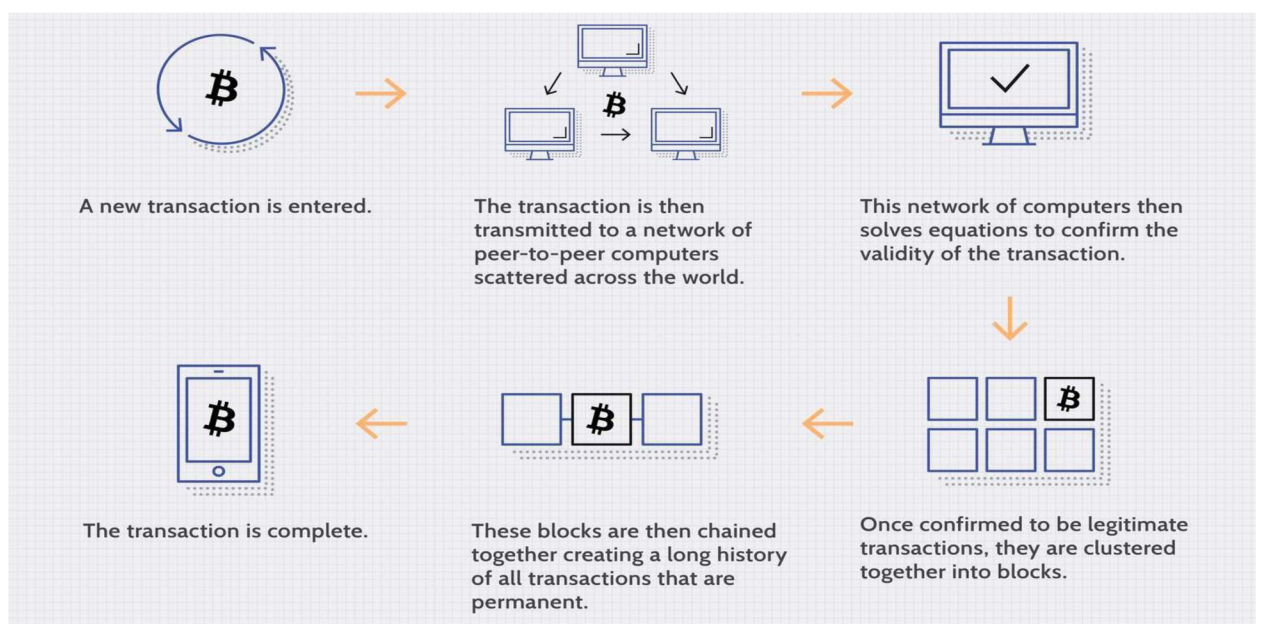 A new transaction is entered.
The transaction is then
transmitted to a network of
peer-to-peer computers
scattered across the world.
This network of computers then
solves equations to confirm the
validity of the transaction.
Once confirmed to be legitimate
transactions, they are clustered
together into blocks.
These blocks are then chained
together creating a long history
of all transactions that are
permanent.
The transaction is complete.